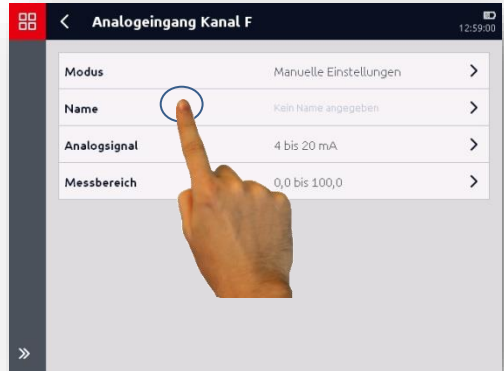 Analogeingang Kanal F
12:59:00
Modus Manuelle Einstellungen
Name Kein Name angegeben
Analogsignal 4 bis 20 mA
Messbereich 0,0 bis 100,0